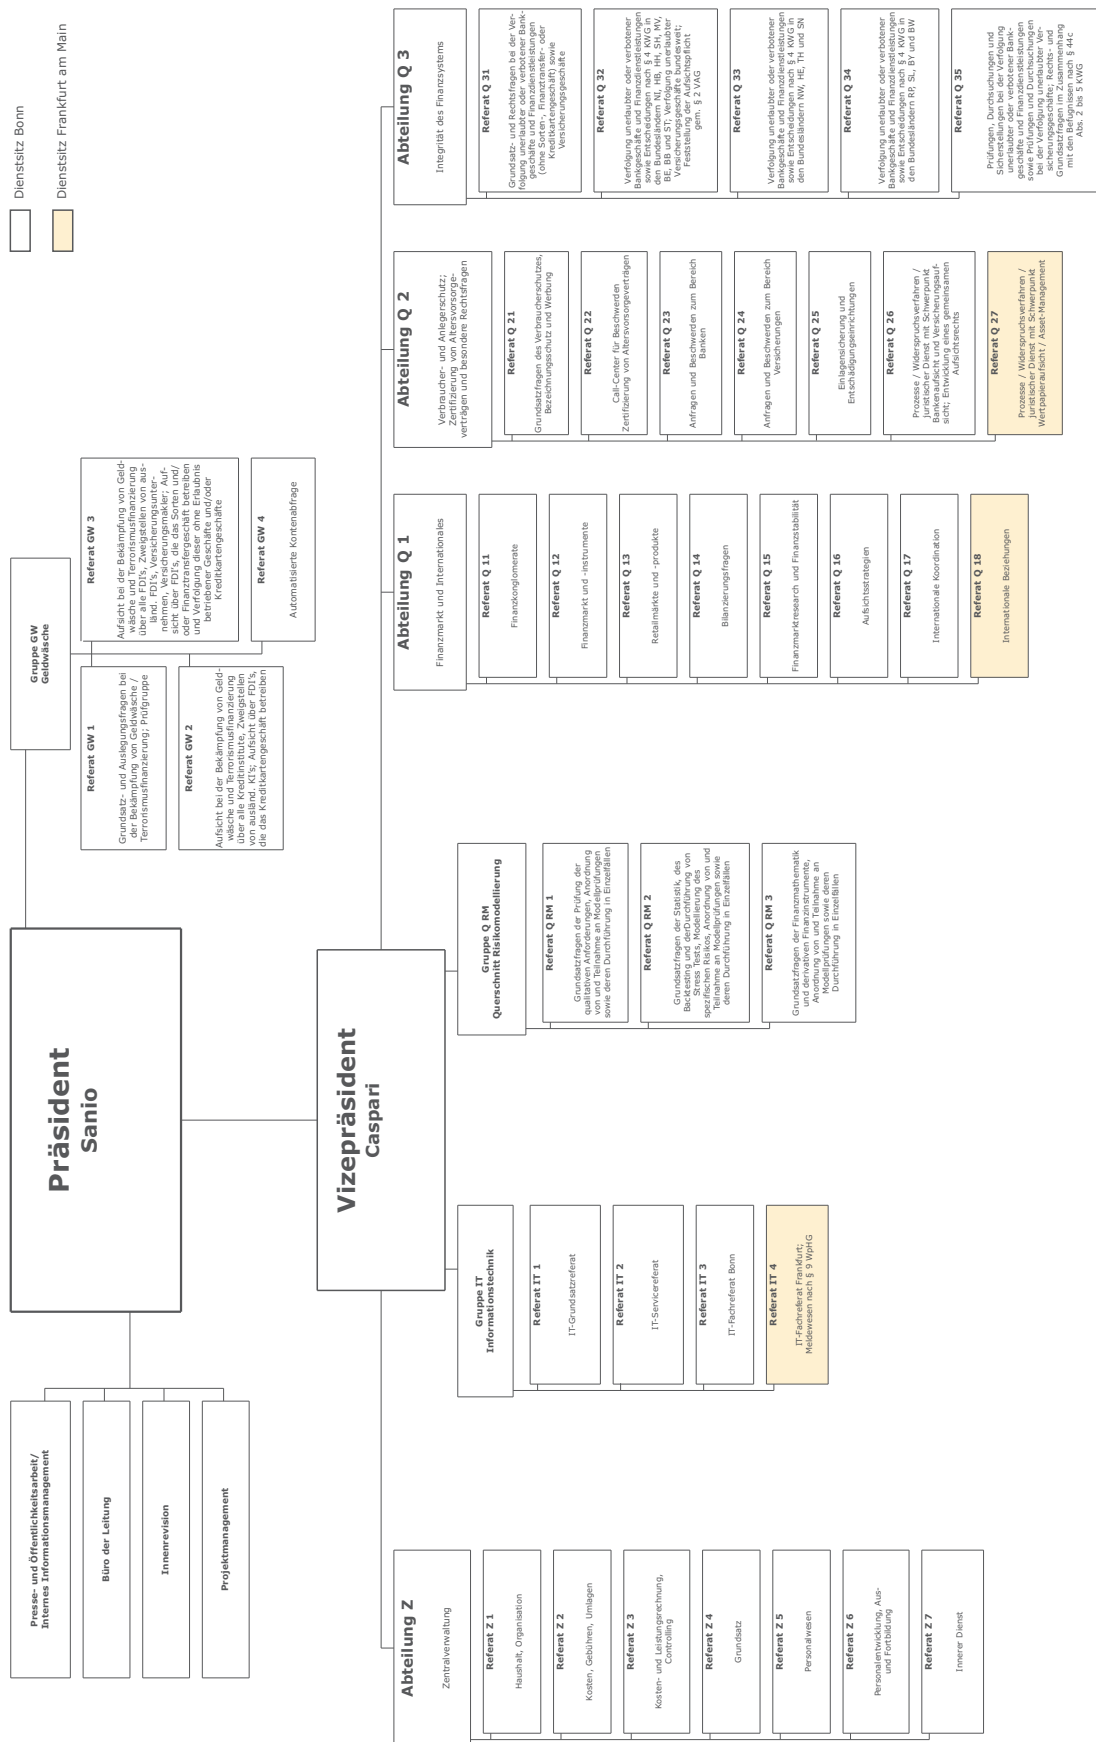 Dienstsitz Bonn
Dienstsitz Frankfurt am Main
Präsident
Sanio
Presse- und Öffentlichkeitsarbeit/
Internes Informationsmanagement
Büro der Leitung
Innenrevision
Projektmanagement
Gruppe GW
Geldwäsche
Referat GW 1
Grundsatz- und Auslegungsfragen bei
der Bekämpfung von Geldwäsche /
Terrorismusfinanzierung; Prüfgruppe
Referat GW 2
Aufsicht bei der Bekämpfung von Geld-
wäsche und Terrorismusfinanzierung
über alle Kreditinstitute, Zweigstellen
von ausländ. KI's; Aufsicht über FDI's,
die das Kreditkartengeschäft betreiben
Referat GW 3
Aufsicht bei der Bekämpfung von Geld-
wäsche und Terrorismusfinanzierung
über alle FDI's, Zweigstellen von aus-
länd. FDI's, Versicherungsunter-
nehmen, Versicherungsmakler; Auf-
sicht über FDI's, die das Sorten und/
oder Finanztransfergeschäft betreiben
und Verfolgung dieser ohne Erlaubnis
betriebener Geschäfte und/oder
Kreditkartengeschäfte
Referat GW 4
Automatisierte Kontenabfrage
Vizepräsident
Caspari
Abteilung Z
Zentralverwaltung
Referat Z 1
Haushalt, Organisation
Referat Z 2
Kosten, Gebühren, Umlagen
Referat Z 3
Kosten- und Leistungsrechnung,
Controlling
Referat Z 4
Grundsatz
Referat Z 5
Personalwesen
Referat Z 6
Personalentwicklung, Aus-
und Fortbildung
Referat Z 7
Innerer Dienst
Gruppe IT
Informationstechnik
Referat IT 1
IT-Grundsatzreferat
Referat IT 2
IT-Servicereferat
Referat IT 3
IT-Fachreferat Bonn
Referat IT 4
IT-Fachreferat Frankfurt;
Meldewesen nach § 9 WpHG
Gruppe Q RM
Querschnitt Risikomodellierung
Referat Q RM 1
Grundsatzfragen der Prüfung der
qualitativen Anforderungen, Anordnung
von und Teilnahme an Modellprüfungen
sowie deren Durchführung in Einzelfällen
Referat Q RM 2
Grundsatzfragen der Statistik, des
Backtesting und derDurchführung von
Stress Tests, Modellierung des
spezifischen Risikos, Anordnung von und
Teilnahme an Modellprüfungen sowie
deren Durchführung in Einzelfällen
Referat Q RM 3
Grundsatzfragen der Finanzmathematik
und derivativen Finanzinstrumente,
Anordnung von und Teilnahme an
Modellprüfungen sowie deren
Durchführung in Einzelfällen
Abteilung Q 1
Finanzmarkt und Internationales
Referat Q 11
Finanzkonglomerate
Referat Q 12
Finanzmarkt und -instrumente
Referat Q 13
Retailmärkte und -produkte
Referat Q 14
Bilanzierungsfragen
Referat Q 15
Finanzmarktresearch und Finanzstabilität
Referat Q 16
Aufsichtsstrategien
Referat Q 17
Internationale Koordination
Referat Q 18
Internationale Beziehungen
Abteilung Q 2
Verbraucher- und Anlegerschutz;
Zertifizierung von Altersvorsorge-
verträgen und besondere Rechtsfragen
Referat Q 21
Grundsatzfragen des Verbraucherschutzes,
Bezeichnungsschutz und Werbung
Referat Q 22
Call-Center für Beschwerden
Zertifizierung von Altersvorsorgeverträgen
Referat Q 23
Anfragen und Beschwerden zum Bereich
Banken
Referat Q 24
Anfragen und Beschwerden zum Bereich
Versicherungen
Referat Q 25
Einlagensicherung und
Entschädigungseinrichtungen
Referat Q 26
Prozesse / Widerspruchsverfahren /
juristischer Dienst mit Schwerpunkt
Bankenaufsicht und Versicherungsauf-
sicht; Entwicklung eines gemeinsamen
Aufsichtsrechts
Referat Q 27
Prozesse / Widerspruchsverfahren /
juristischer Dienst mit Schwerpunkt
Wertpapieraufsicht / Asset-Management
Abteilung Q 3
Integrität des Finanzsystems
Referat Q 31
Grundsatz- und Rechtsfragen bei der Ver-
folgung unerlaubter oder verbotener Bank-
geschäfte und Finanzdienstleistungen
(ohne Sorten-, Finanztransfer- oder
Kreditkartengeschäft) sowie
Versicherungsgeschäfte
Referat Q 32
Verfolgung unerlaubter oder verbotener
Bankgeschäfte und Finanzdienstleistungen
sowie Entscheidungen nach § 4 KWG in
den Bundesländern NI, HB, HH, SH, MV,
BE, BB und ST; Verfolgung unerlaubter
Versicherungsgeschäfte bundesweit;
Feststellung der Aufsichtspflicht
gem. § 2 VAG
Referat Q 33
Verfolgung unerlaubter oder verbotener
Bankgeschäfte und Finanzdienstleistungen
sowie Entscheidungen nach § 4 KWG in
den Bundesländern NW, HE, TH und SN
Referat Q 34
Verfolgung unerlaubter oder verbotener
Bankgeschäfte und Finanzdienstleistungen
sowie Entscheidungen nach § 4 KWG in
den Bundesländern RP, SL, BY und BW
Referat Q 35
Prüfungen, Durchsuchungen und
Sicherstellungen bei der Verfolgung
unerlaubter oder verbotener Bank-
geschäfte und Finanzdienstleistungen
sowie Prüfungen und Durchsuchungen
bei der Verfolgung unerlaubter Ver-
sicherungsgeschäfte; Rechts- und
Grundsatzfragen im Zusammenhang
mit den Befugnissen nach § 44c
Abs. 2 bis 5 KWG